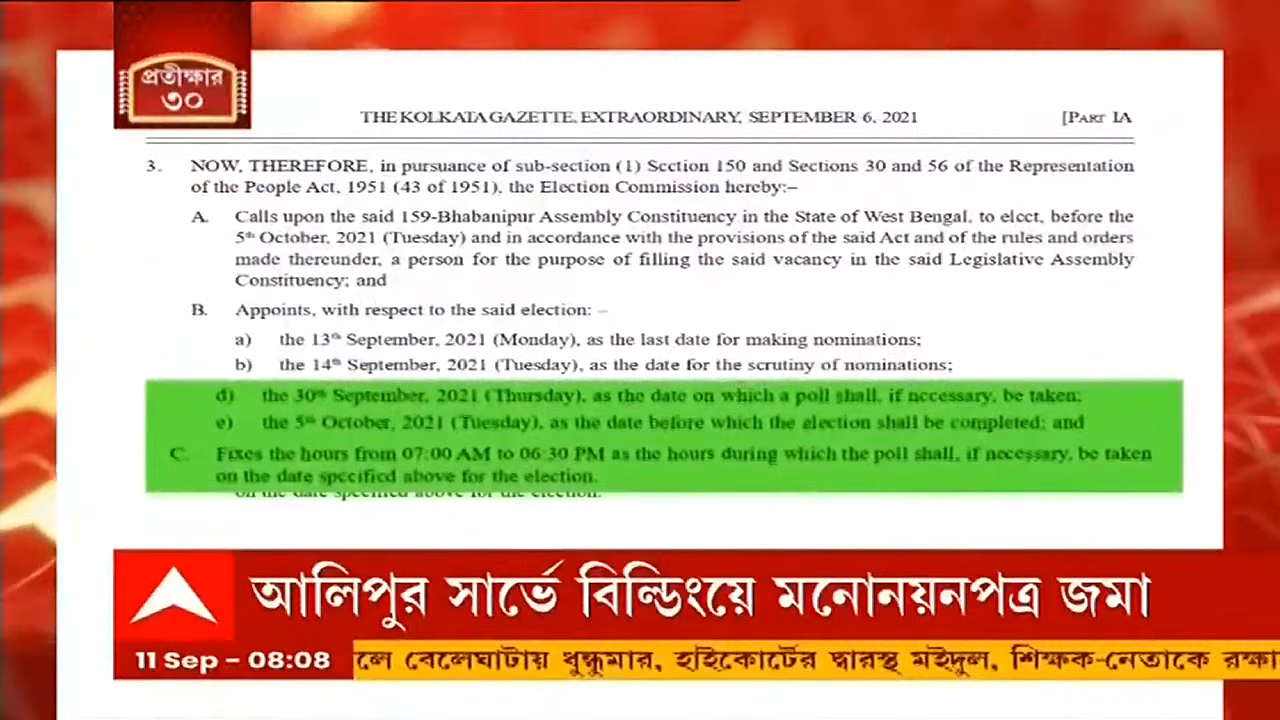 প্রতীক্ষার
৩০
THE KOLKATA GAZETTE, EXTRAORDINARY, SEPTEMBER 6, 2021 [PART IA
3. NOW, THEREFORE, in pursuance of sub-section (1) Section 150 and Sections 30 and 56 of the Representation
of the People Act, 1951 (43 of 1951), the Election Commission hereby:–
A. Calls upon the said 159-Bhabanipur Assembly Constituency in the State of West Bengal, to elect, before the
5th October, 2021 (Tuesday) and in accordance with the provisions of the said Act and of the rules and orders
made thereunder, a person for the purpose of filling the said vacancy in the said Legislative Assembly
Constituency; and
B. Appoints, with respect to the said election: –
a) the 13th September, 2021 (Monday), as the last date for making nominations;
b) the 14th September, 2021 (Tuesday), as the date for the scrutiny of nominations;
d) the 30th September, 2021 (Thursday), as the date on which a poll shall, if necessary, be taken;
e) the 5th October, 2021 (Tuesday), as the date before which the election shall be completed; and
C. Fixes the hours from 07:00 AM to 06:30 PM as the hours during which the poll shall, if necessary, be taken
on the date specified above for the election.
on the date specified above for the election.
আলিপুর সার্ভে বিল্ডিংয়ে মনোনয়নপত্র জমা
11 Sep – 08:08 লে বেলেঘাটায় ধুন্ধুমার, হাইকোর্টের দ্বারস্থ মইদুল, শিক্ষক-নেতাকে রক্ষা